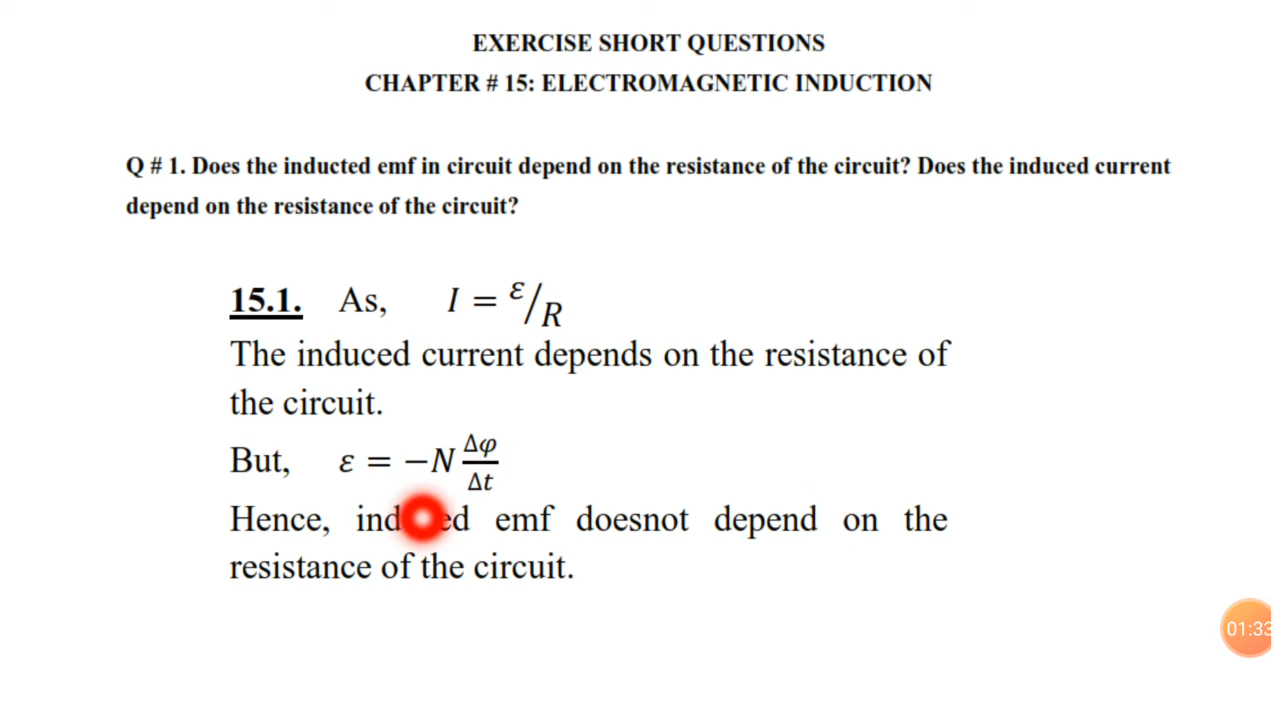 EXERCISE SHORT QUESTIONS
CHAPTER # 15: ELECTROMAGNETIC INDUCTION
Q # 1. Does the inducted emf in circuit depend on the resistance of the circuit? Does the induced current
depend on the resistance of the circuit?
15.1. As, I = ε/R
The induced current depends on the resistance of
the circuit.
But, ε = −N Δφ/Δt
Hence, induced emf doesnot depend on the
resistance of the circuit.
01:33